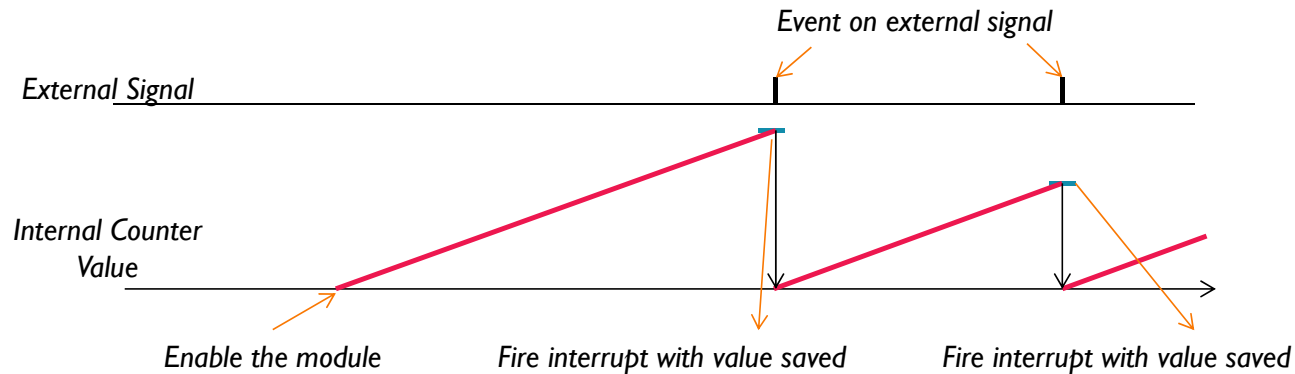 Event on external signal
External Signal
Internal Counter
Value
Enable the module
Fire interrupt with value saved
Fire interrupt with value saved